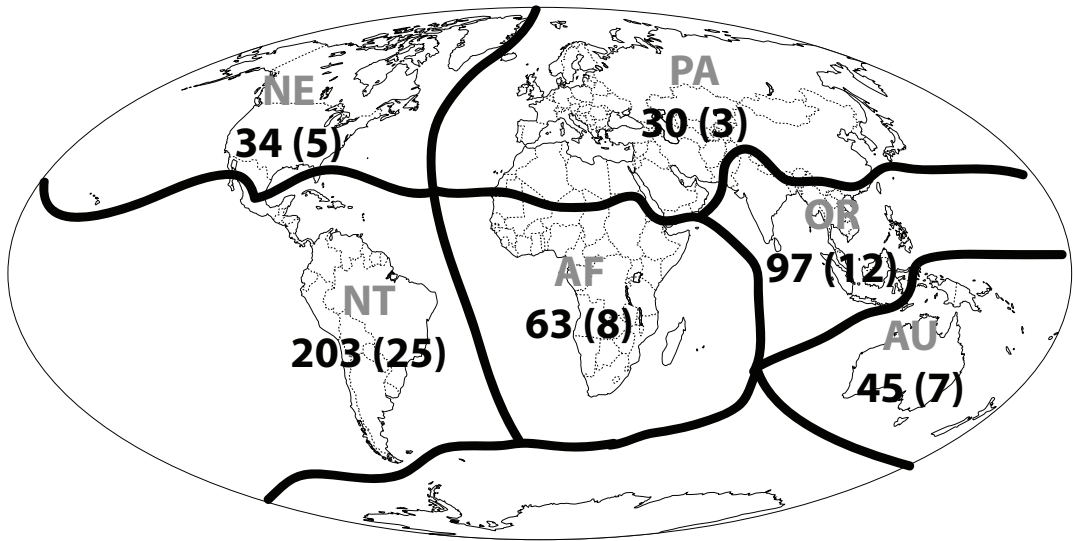 NE
34 (5)
PA
30 (3)
OR
97 (12)
NT
203 (25)
AF
63 (8)
AU
45 (7)